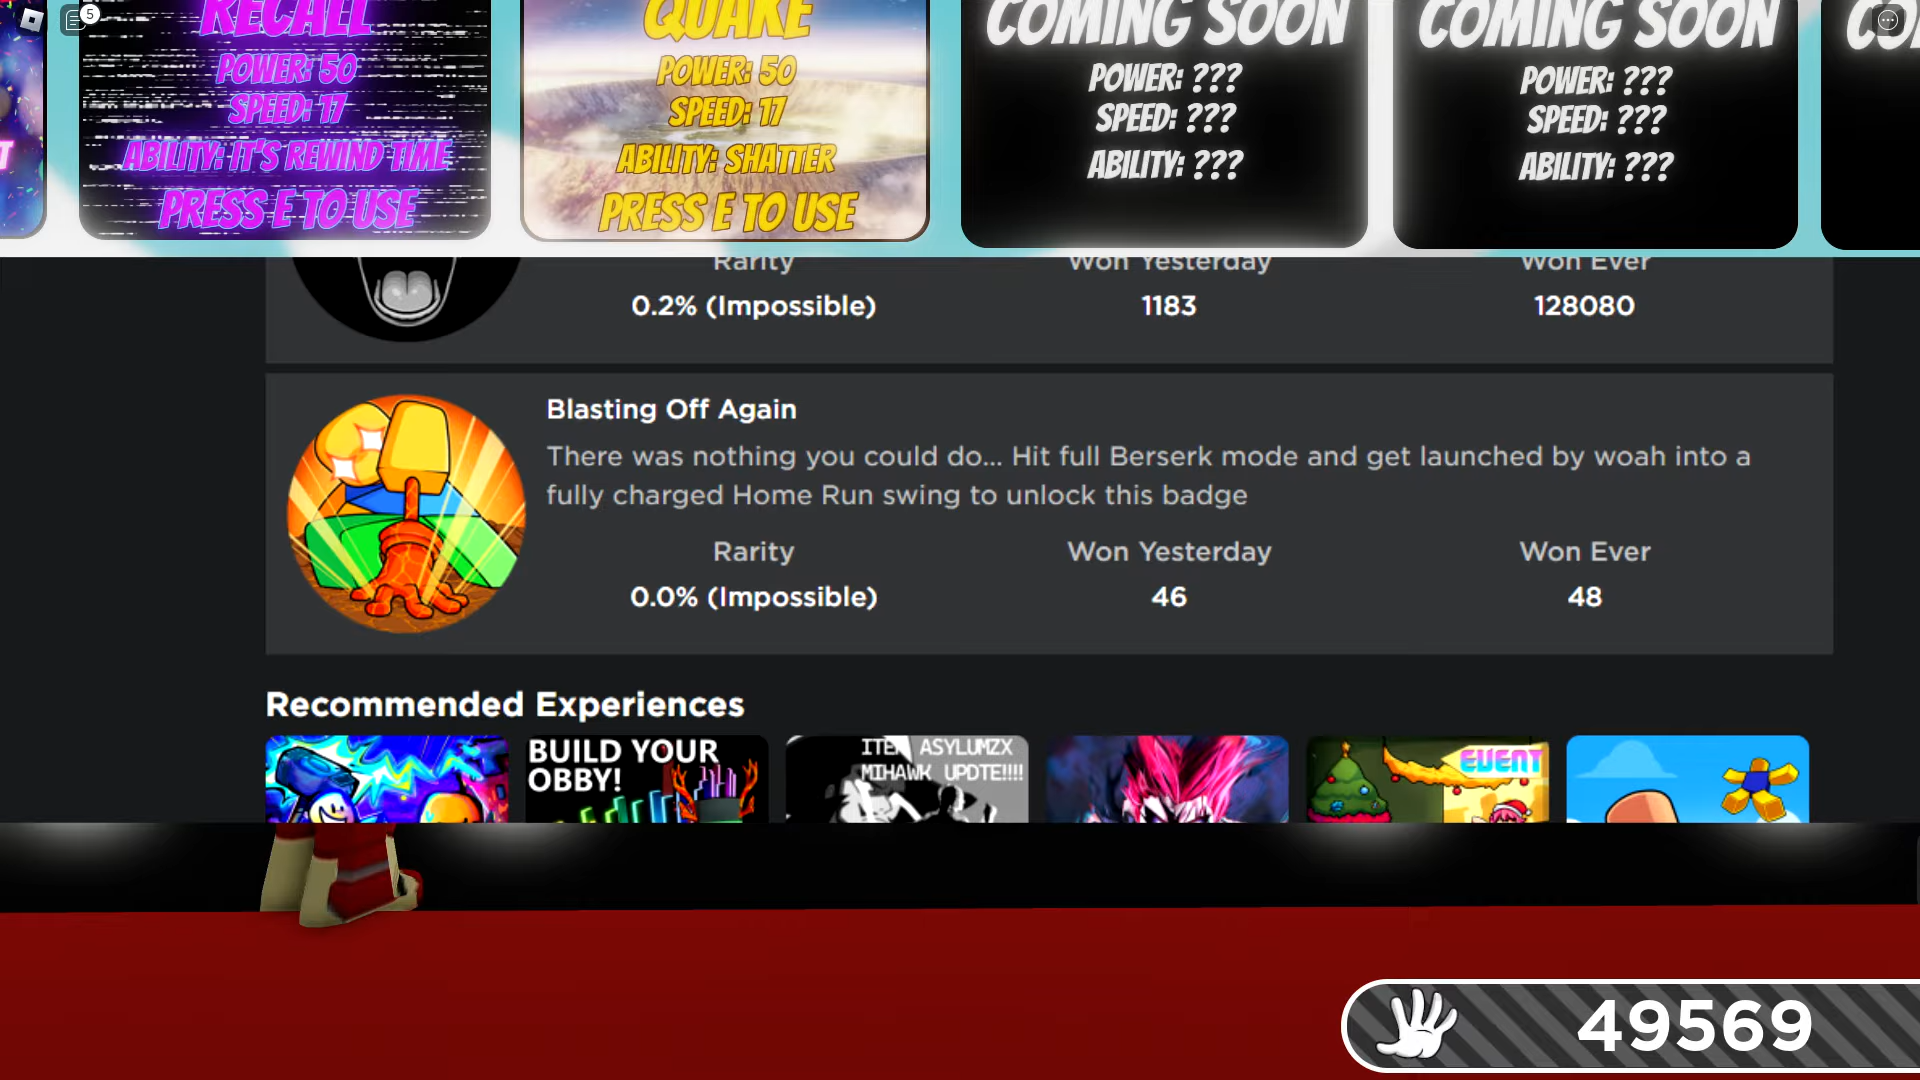 5
RECALL
POWER: 50
SPEED: 17
ABILITY: IT'S REWIND TIME
PRESS E TO USE
QUAKE
POWER: 50
SPEED: 17
ABILITY: SHATTER
PRESS E TO USE
COMING SOON
POWER: ???
SPEED: ???
ABILITY: ???
COMING SOON
POWER: ???
SPEED: ???
ABILITY: ???
Rarity
Won Yesterday
Won Ever
0.2% (Impossible)
1183
128080
Blasting Off Again
There was nothing you could do... Hit full Berserk mode and get launched by woah into a
fully charged Home Run swing to unlock this badge
Rarity
Won Yesterday
Won Ever
0.0% (Impossible)
46
48
Recommended Experiences
BUILD YOUR
OBBY!
ASYLUMZX
MIHAWK UPDTE!!!!
EVENT
49569